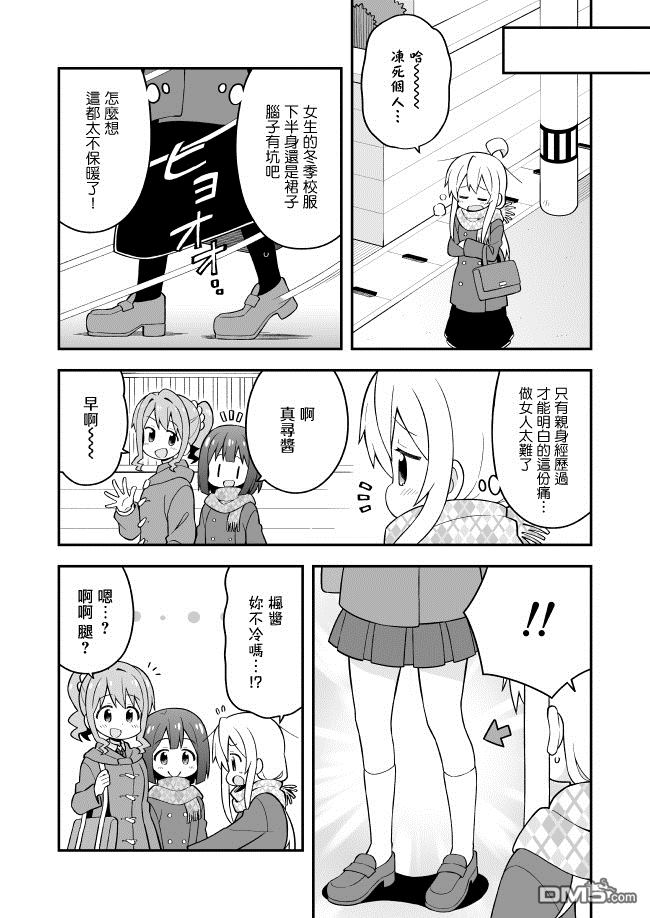 哈～～～～
凍死個人…
女生的冬季校服
下半身還是裙子
腦子有坑吧
ヒョオオォ。
怎麼想
這都太不保暖了！
只有親身經歷過
才能明白的這份痛…
做女人太難了
啊
真尋醬
早啊～～～
!!
楓醬
妳不冷嗎…!?
嗯…？
啊啊腿？
DM5.com